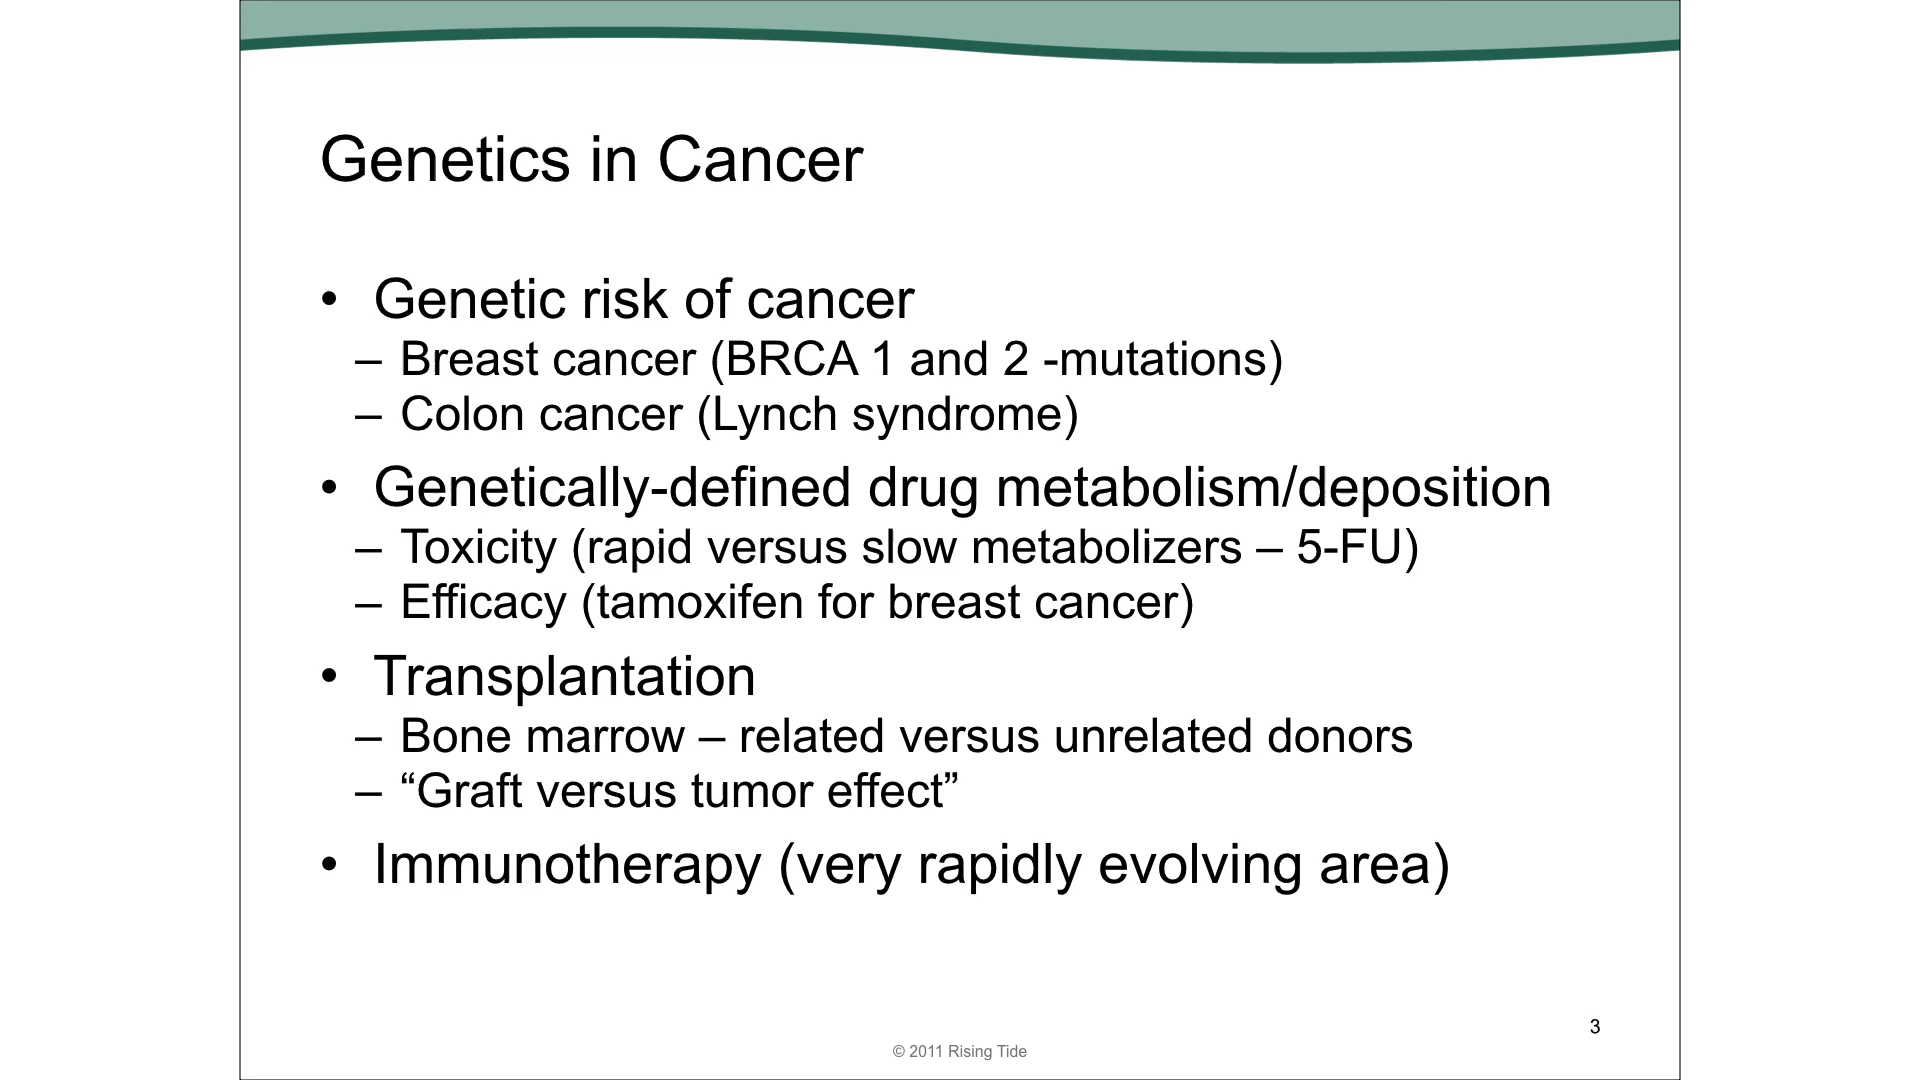 Genetics in Cancer
• Genetic risk of cancer
– Breast cancer (BRCA 1 and 2 -mutations)
– Colon cancer (Lynch syndrome)
• Genetically-defined drug metabolism/deposition
– Toxicity (rapid versus slow metabolizers – 5-FU)
– Efficacy (tamoxifen for breast cancer)
• Transplantation
– Bone marrow – related versus unrelated donors
– “Graft versus tumor effect”
• Immunotherapy (very rapidly evolving area)
3
© 2011 Rising Tide